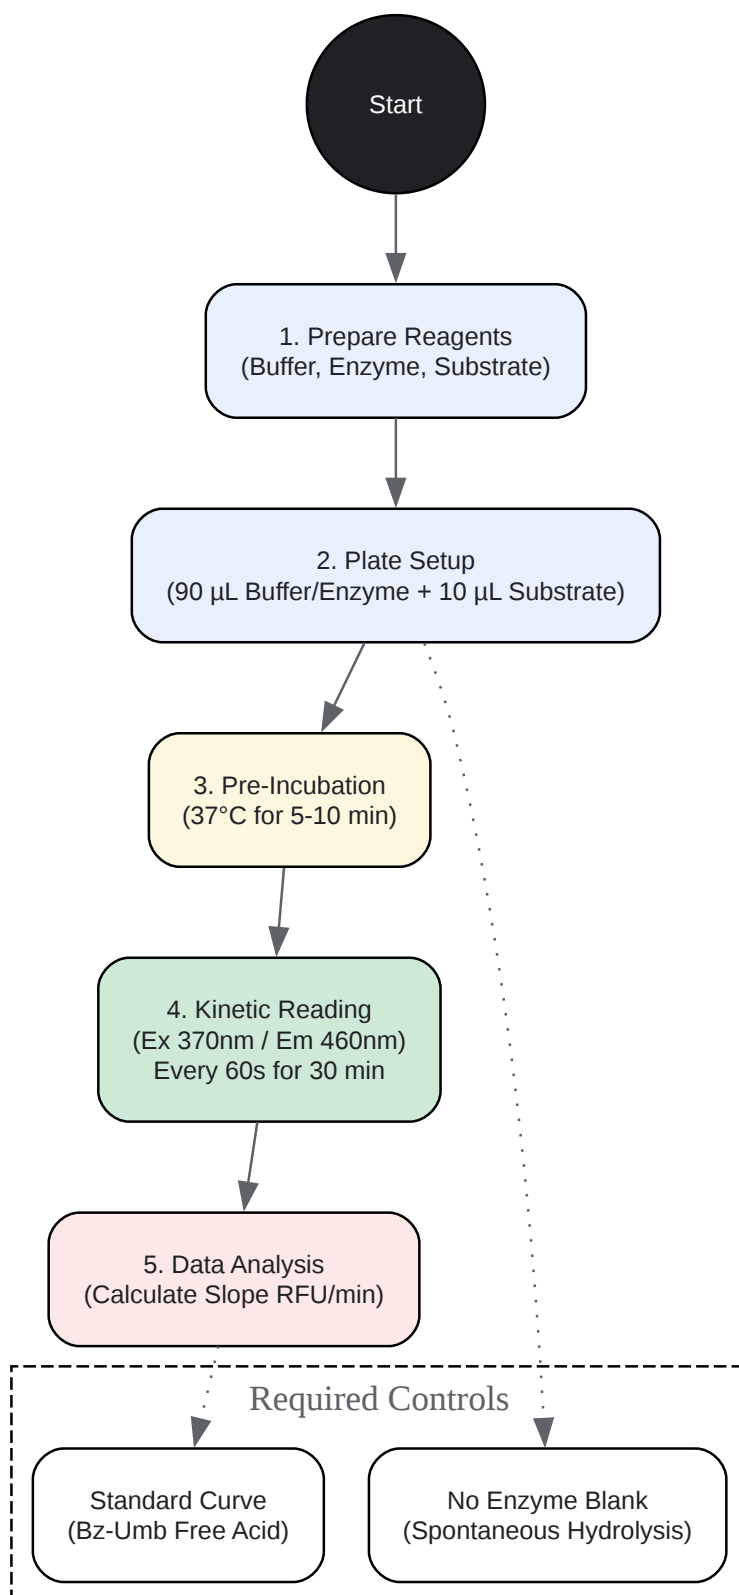 Start
1. Prepare Reagents
(Buffer, Enzyme, Substrate)
2. Plate Setup
(90 µL Buffer/Enzyme + 10 µL Substrate)
3. Pre-Incubation
(37°C for 5-10 min)
4. Kinetic Reading
(Ex 370nm / Em 460nm)
Every 60s for 30 min
5. Data Analysis
(Calculate Slope RFU/min)
Required Controls
Standard Curve
(Bz-Umb Free Acid)
No Enzyme Blank
(Spontaneous Hydrolysis)